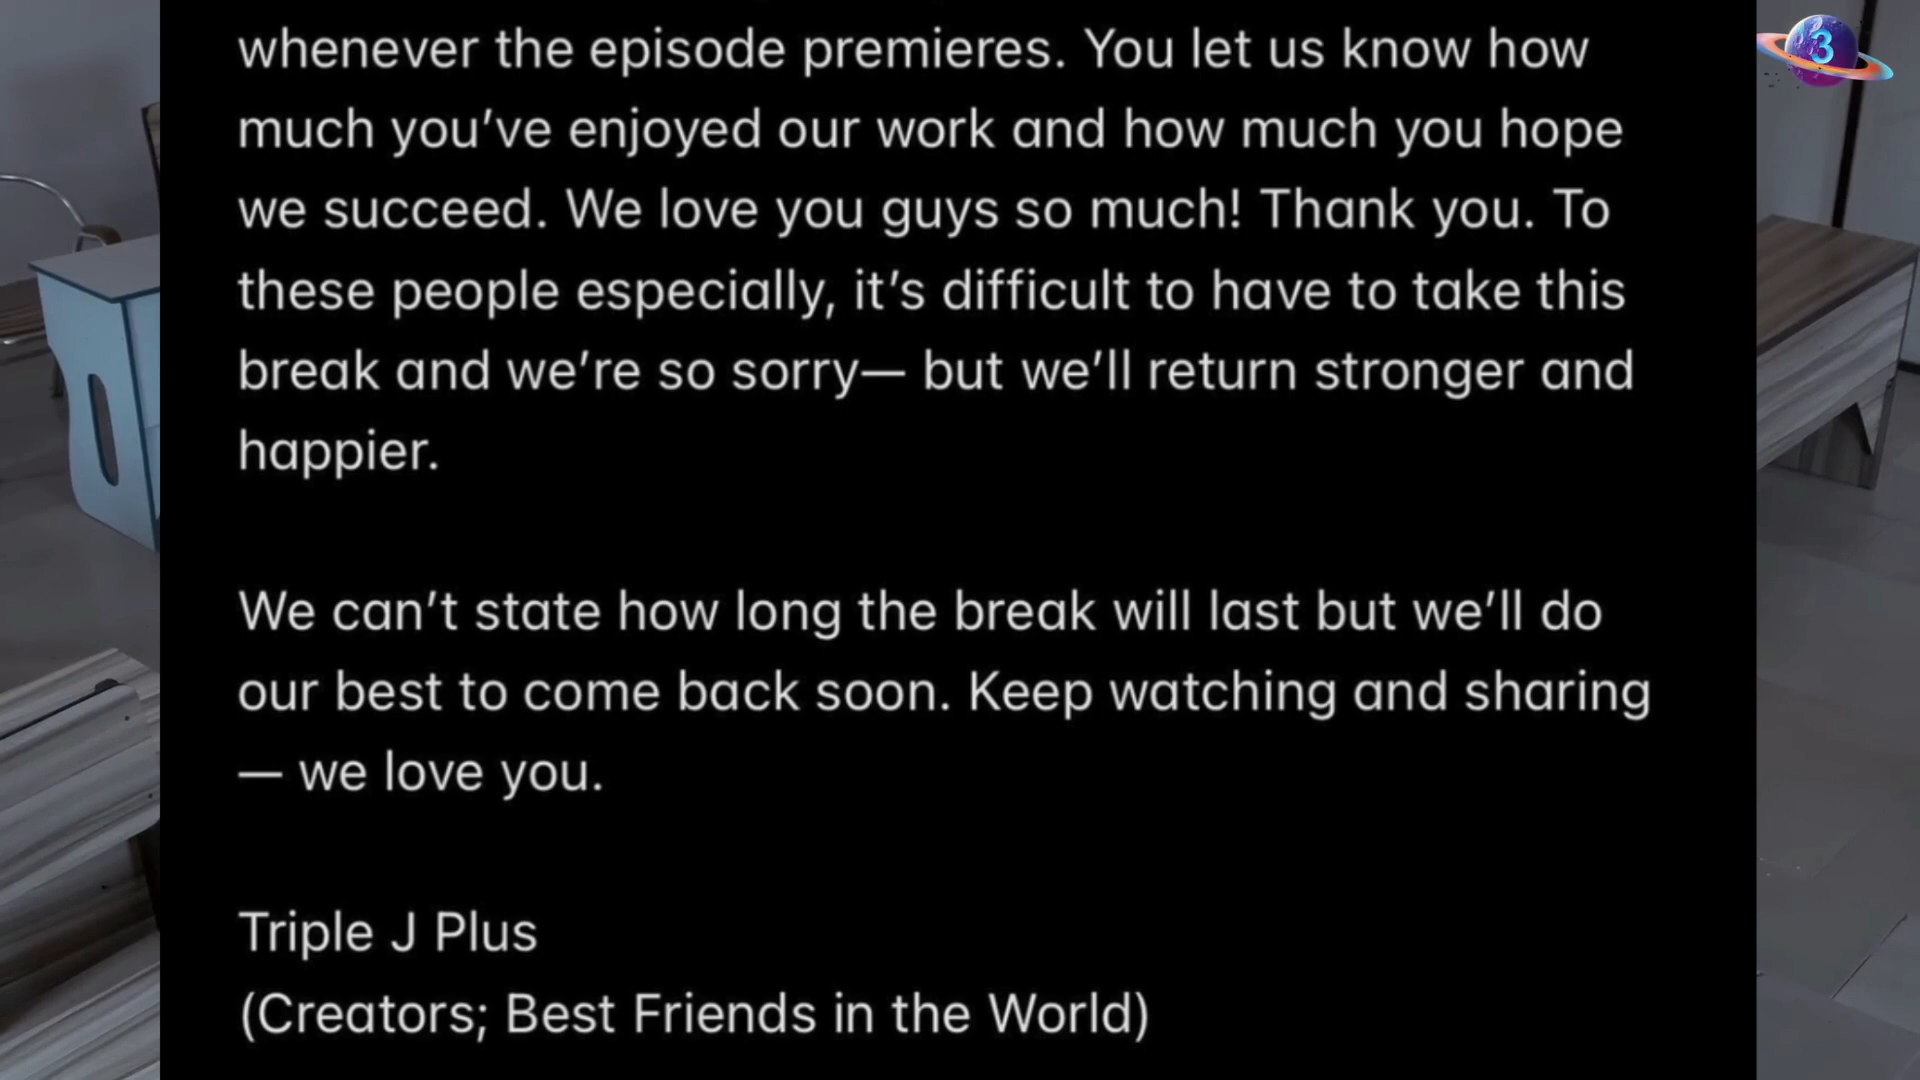 3
whenever the episode premieres. You let us know how
much you’ve enjoyed our work and how much you hope
we succeed. We love you guys so much! Thank you. To
these people especially, it’s difficult to have to take this
break and we’re so sorry— but we’ll return stronger and
happier.
We can’t state how long the break will last but we’ll do
our best to come back soon. Keep watching and sharing
— we love you.
Triple J Plus
(Creators; Best Friends in the World)